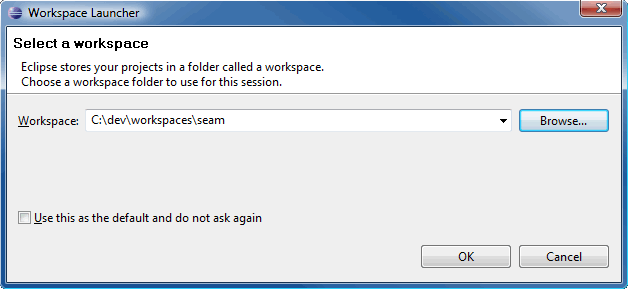 Workspace Launcher
Select a workspace
Eclipse stores your projects in a folder called a workspace.
Choose a workspace folder to use for this session.
Workspace: C:\dev\workspaces\seam Browse...
Use this as the default and do not ask again
OK Cancel